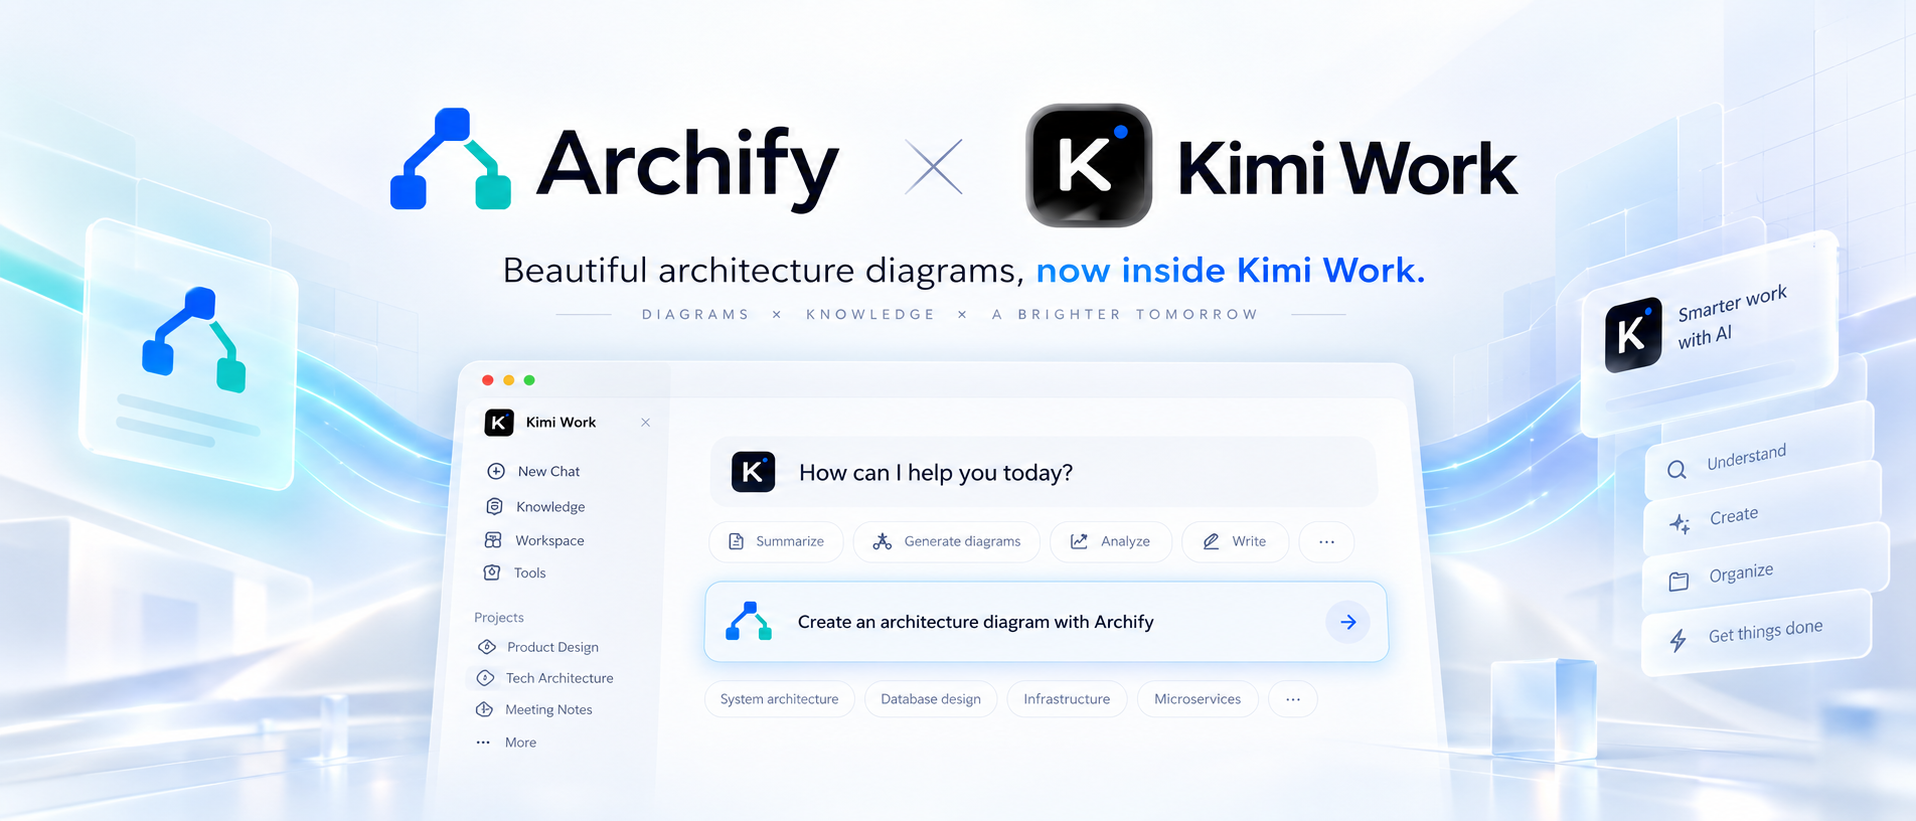 Archify × K Kimi Work
Beautiful architecture diagrams, now inside Kimi Work.
DIAGRAMS × KNOWLEDGE × A BRIGHTER TOMORROW
K Kimi Work ×
New Chat
Knowledge
Workspace
Tools
Projects
Product Design
Tech Architecture
Meeting Notes
... More
K How can I help you today?
Summarize Generate diagrams Analyze Write ...
Create an architecture diagram with Archify →
System architecture Database design Infrastructure Microservices ...
K Smarter work
with AI
Understand
Create
Organize
Get things done